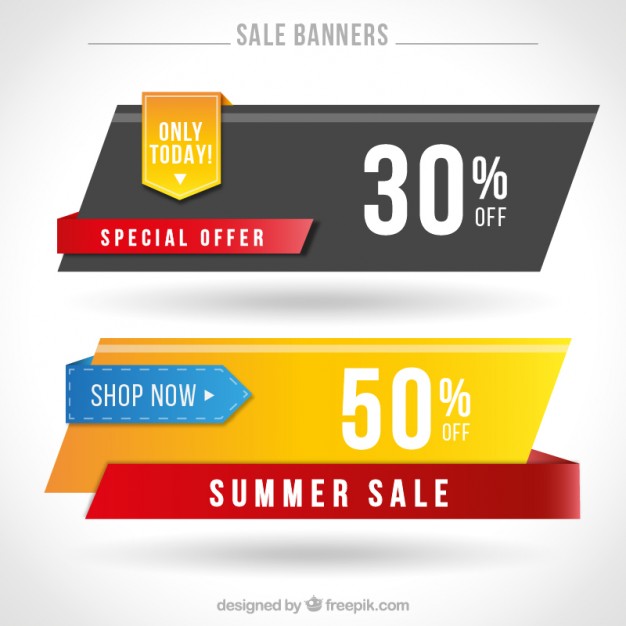 SALE BANNERS
ONLY
TODAY!
30%
OFF
SPECIAL OFFER
SHOP NOW
50%
OFF
SUMMER SALE
designed by freepik.com